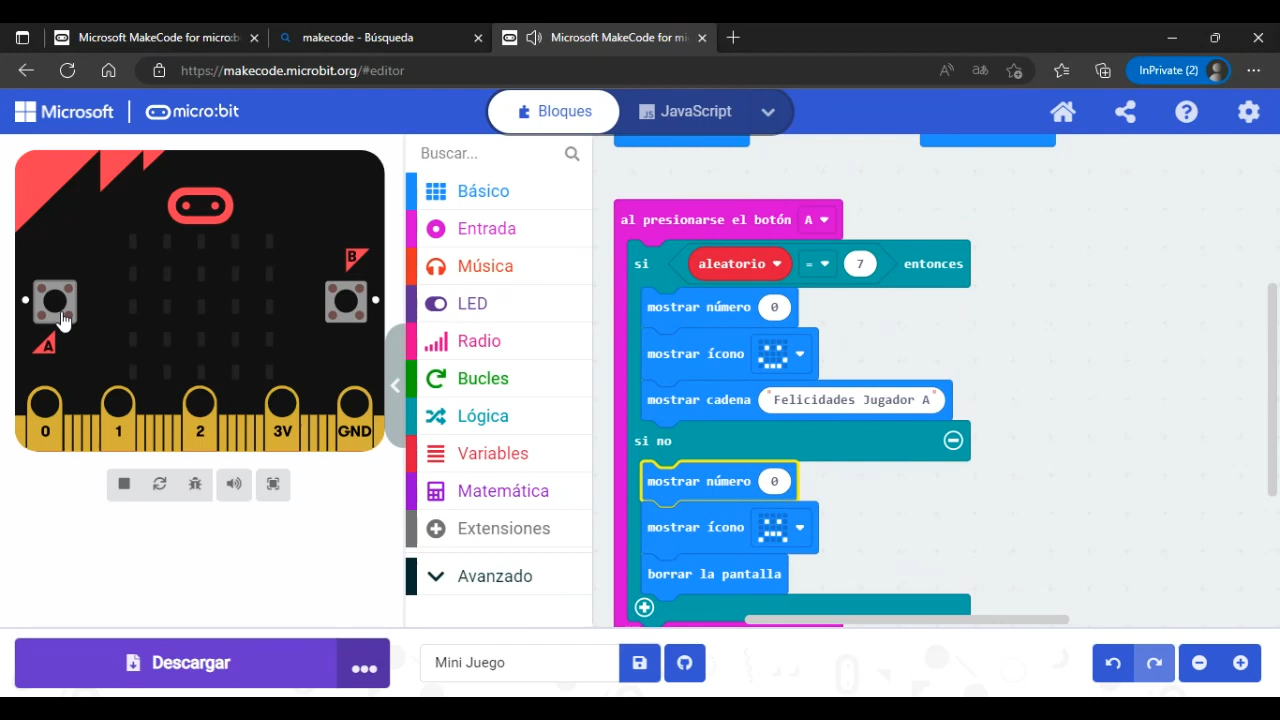 Microsoft MakeCode for micro:b
makecode - Búsqueda
Microsoft MakeCode for mi
https://makecode.microbit.org/#editor
InPrivate (2)
Microsoft
micro:bit
Bloques
JavaScript
Buscar...
Básico
Entrada
Música
LED
Radio
Bucles
Lógica
Variables
Matemática
Extensiones
Avanzado
B
A
0 1 2 3V GND
al presionarse el botón A
si aleatorio = 7 entonces
mostrar número 0
mostrar ícono
mostrar cadena "Felicidades Jugador A"
si no
mostrar número 0
mostrar ícono
borrar la pantalla
Descargar
Mini Juego